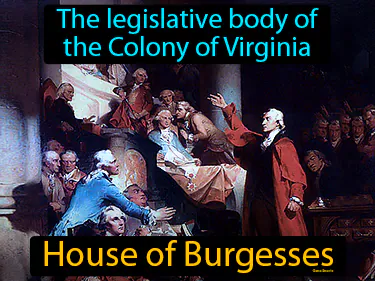 The legislative body of
the Colony of Virginia
House of Burgesses